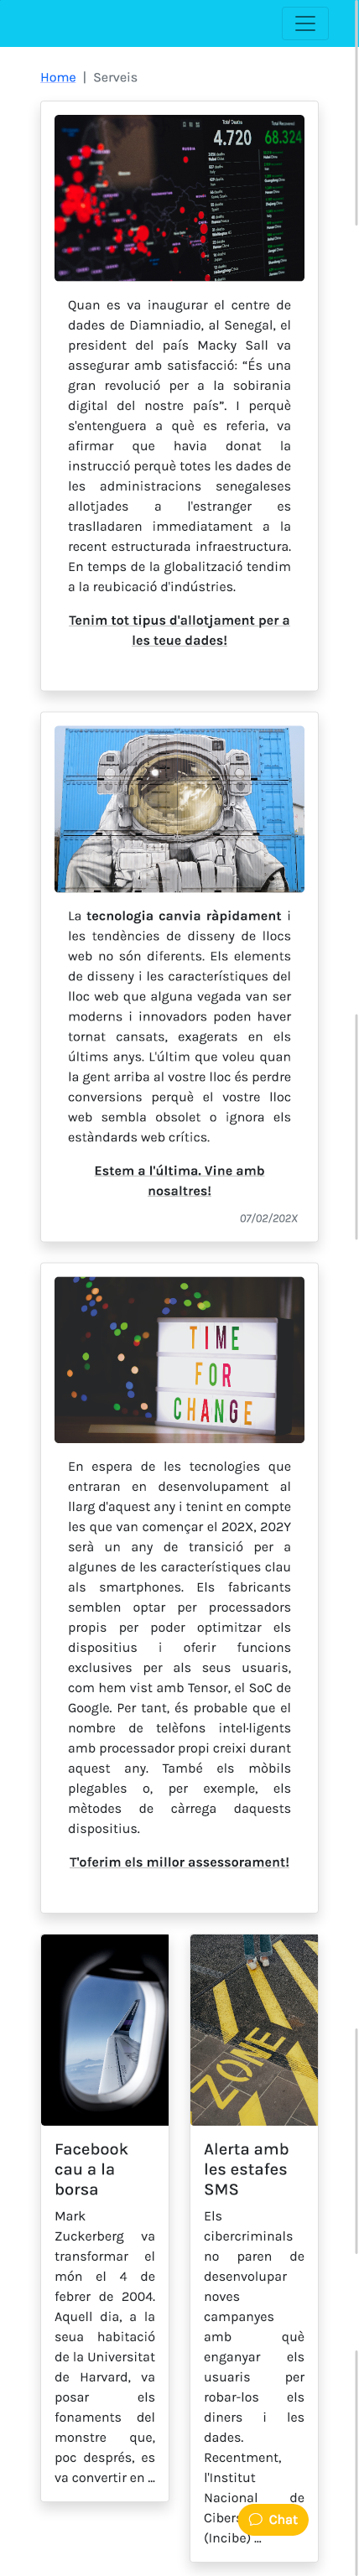 Home | Serveis
Total Deaths
4.720
68.324
Quan es va inaugurar el centre de
dades de Diamniadio, al Senegal, el
president del país Macky Sall va
assegurar amb satisfacció: “És una
gran revolució per a la sobirania
digital del nostre país”. I perquè
s'entenguera a què es referia, va
afirmar que havia donat la
instrucció perquè totes les dades de
les administracions senegaleses
allotjades a l'estranger es
traslladaren immediatament a la
recent estructurada infraestructura.
En temps de la globalització tendim
a la reubicació d'indústries.
Tenim tot tipus d'allotjament per a
les teue dades!
La tecnologia canvia ràpidament i
les tendències de disseny de llocs
web no són diferents. Els elements
de disseny i les característiques del
lloc web que alguna vegada van ser
moderns i innovadors poden haver
tornat cansats, exagerats en els
últims anys. L'últim que voleu quan
la gent arriba al vostre lloc és perdre
conversions perquè el vostre lloc
web sembla obsolet o ignora els
estàndards web crítics.
Estem a l'última. Vine amb
nosaltres!
07/02/202X
TIME
FOR
CHANGE
En espera de les tecnologies que
entraran en desenvolupament al
llarg d'aquest any i tenint en compte
les que van començar el 202X, 202Y
serà un any de transició per a
algunes de les característiques clau
als smartphones. Els fabricants
semblen optar per processadors
propis per poder optimitzar els
dispositius i oferir funcions
exclusives per als seus usuaris,
com hem vist amb Tensor, el SoC de
Google. Per tant, és probable que el
nombre de telèfons intel·ligents
amb processador propi creixi durant
aquest any. També els mòbils
plegables o, per exemple, els
mètodes de càrrega daquests
dispositius.
T'oferim els millor assessorament!
Facebook
cau a la
borsa
Mark
Zuckerberg va
transformar el
món el 4 de
febrer de 2004.
Aquell dia, a la
seua habitació
de la Universitat
de Harvard, va
posar els
fonaments del
monstre que,
poc després, es
va convertir en ...
ZONE
Alerta amb
les estafes
SMS
Els
cibercriminals
no paren de
desenvolupar
noves
campanyes
amb què
enganyar els
usuaris per
robar-los els
diners i les
dades.
Recentment,
l'Institut
Nacional de
(Incibe) ...
Chat